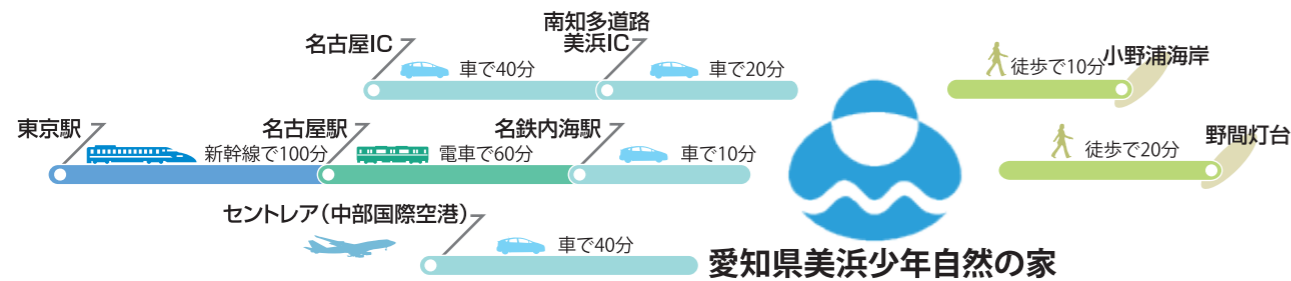 名古屋IC
車で40分
南知多道路
美浜IC
車で20分
徒歩で10分
小野浦海岸
東京駅
新幹線で100分
名古屋駅
電車で60分
名鉄内海駅
車で10分
徒歩で20分
野間灯台
セントレア（中部国際空港）
車で40分
愛知県美浜少年自然の家